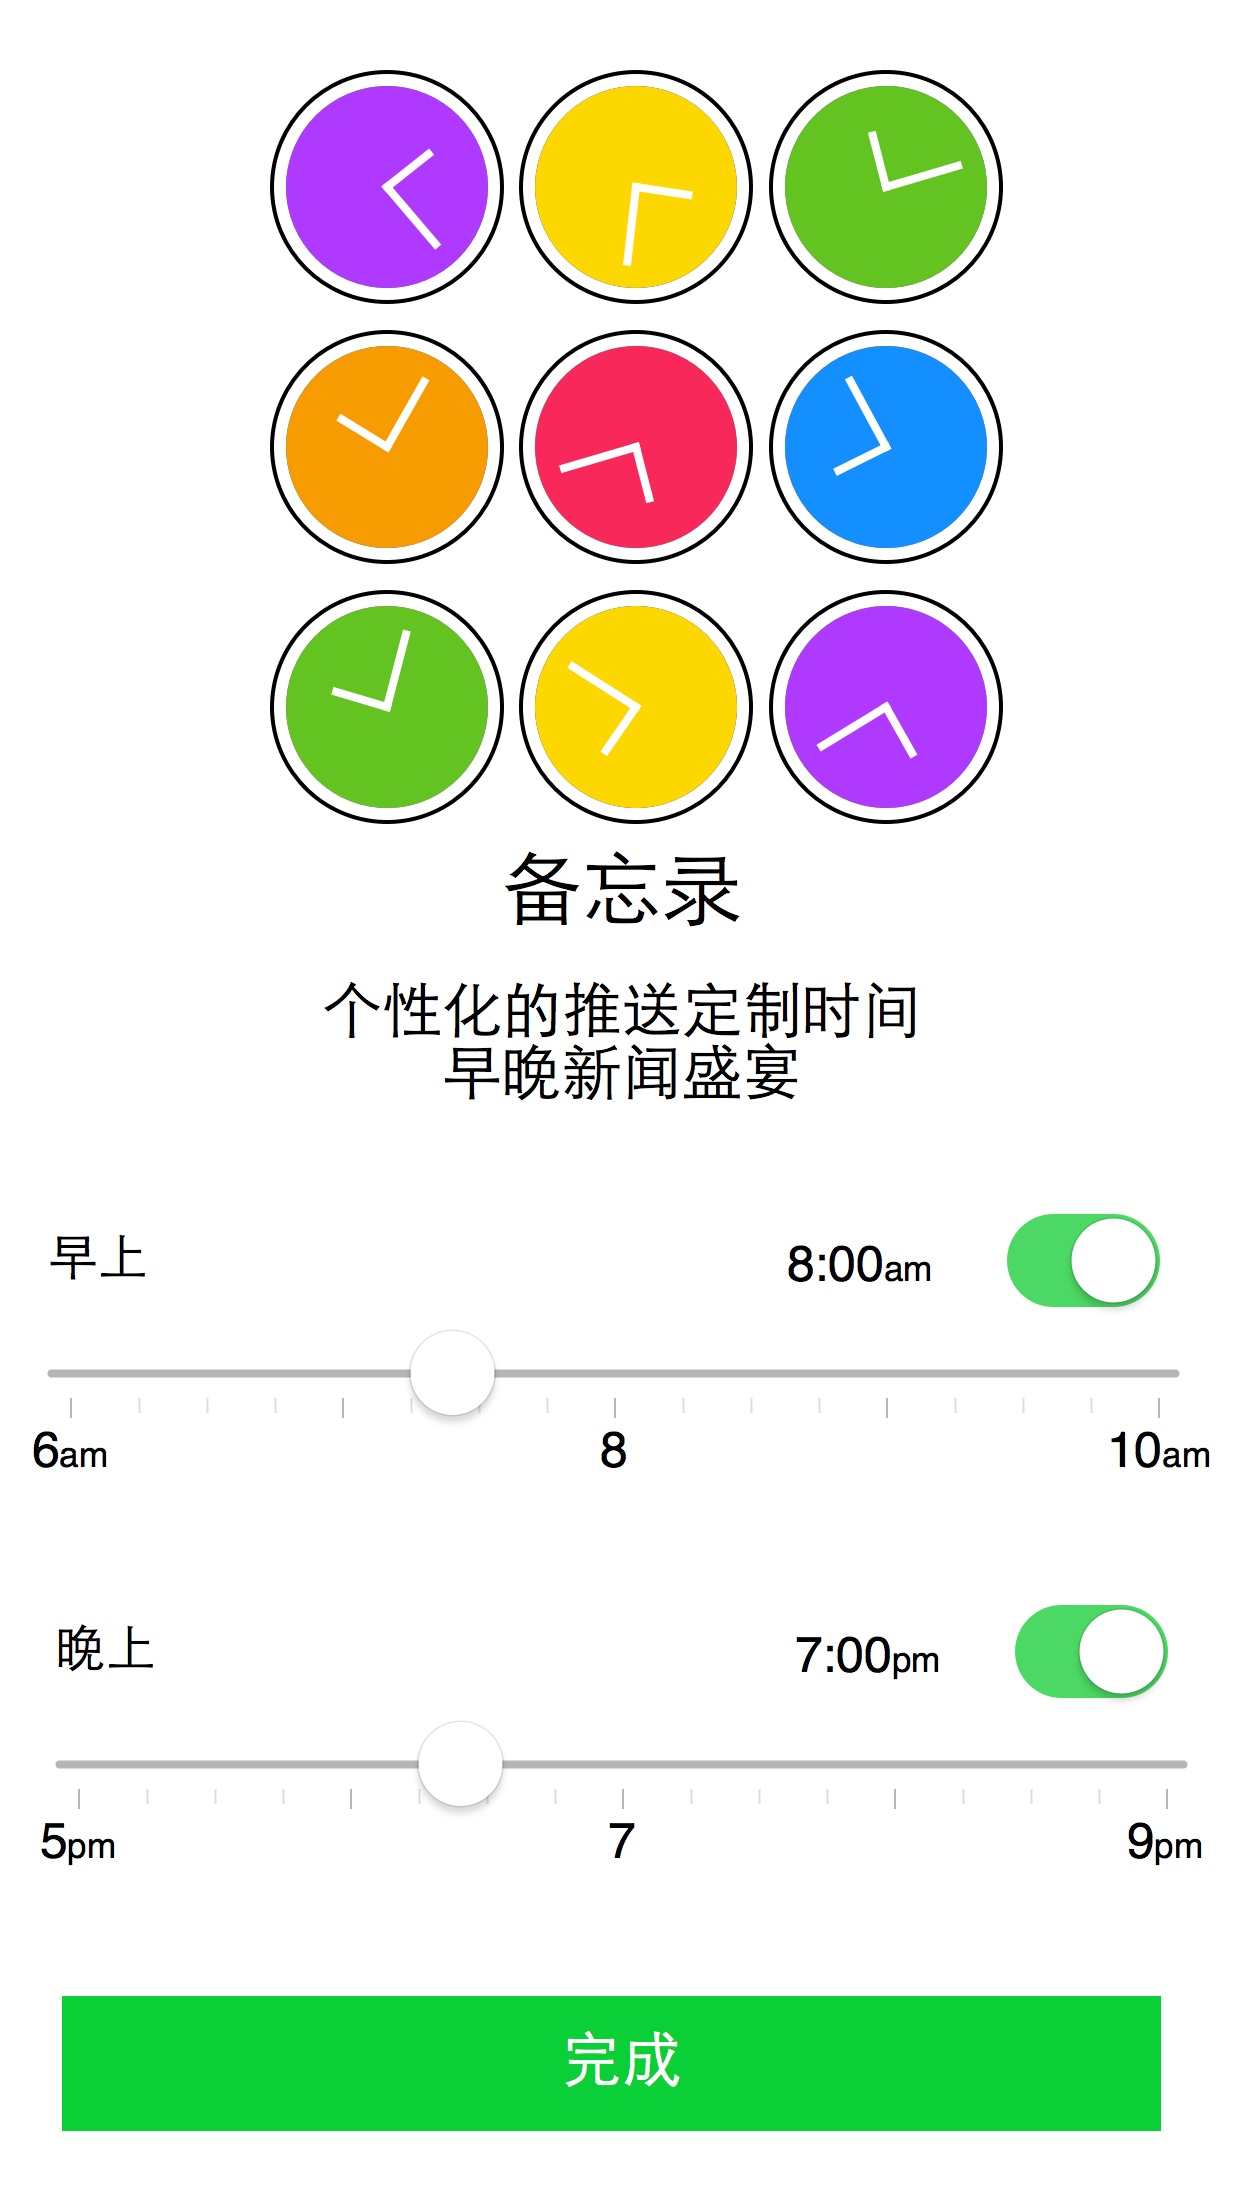 备忘录
个性化的推送定制时间
早晚新闻盛宴
早上 8:00am
6am 8 10am
晚上 7:00pm
5pm 7 9pm
完成